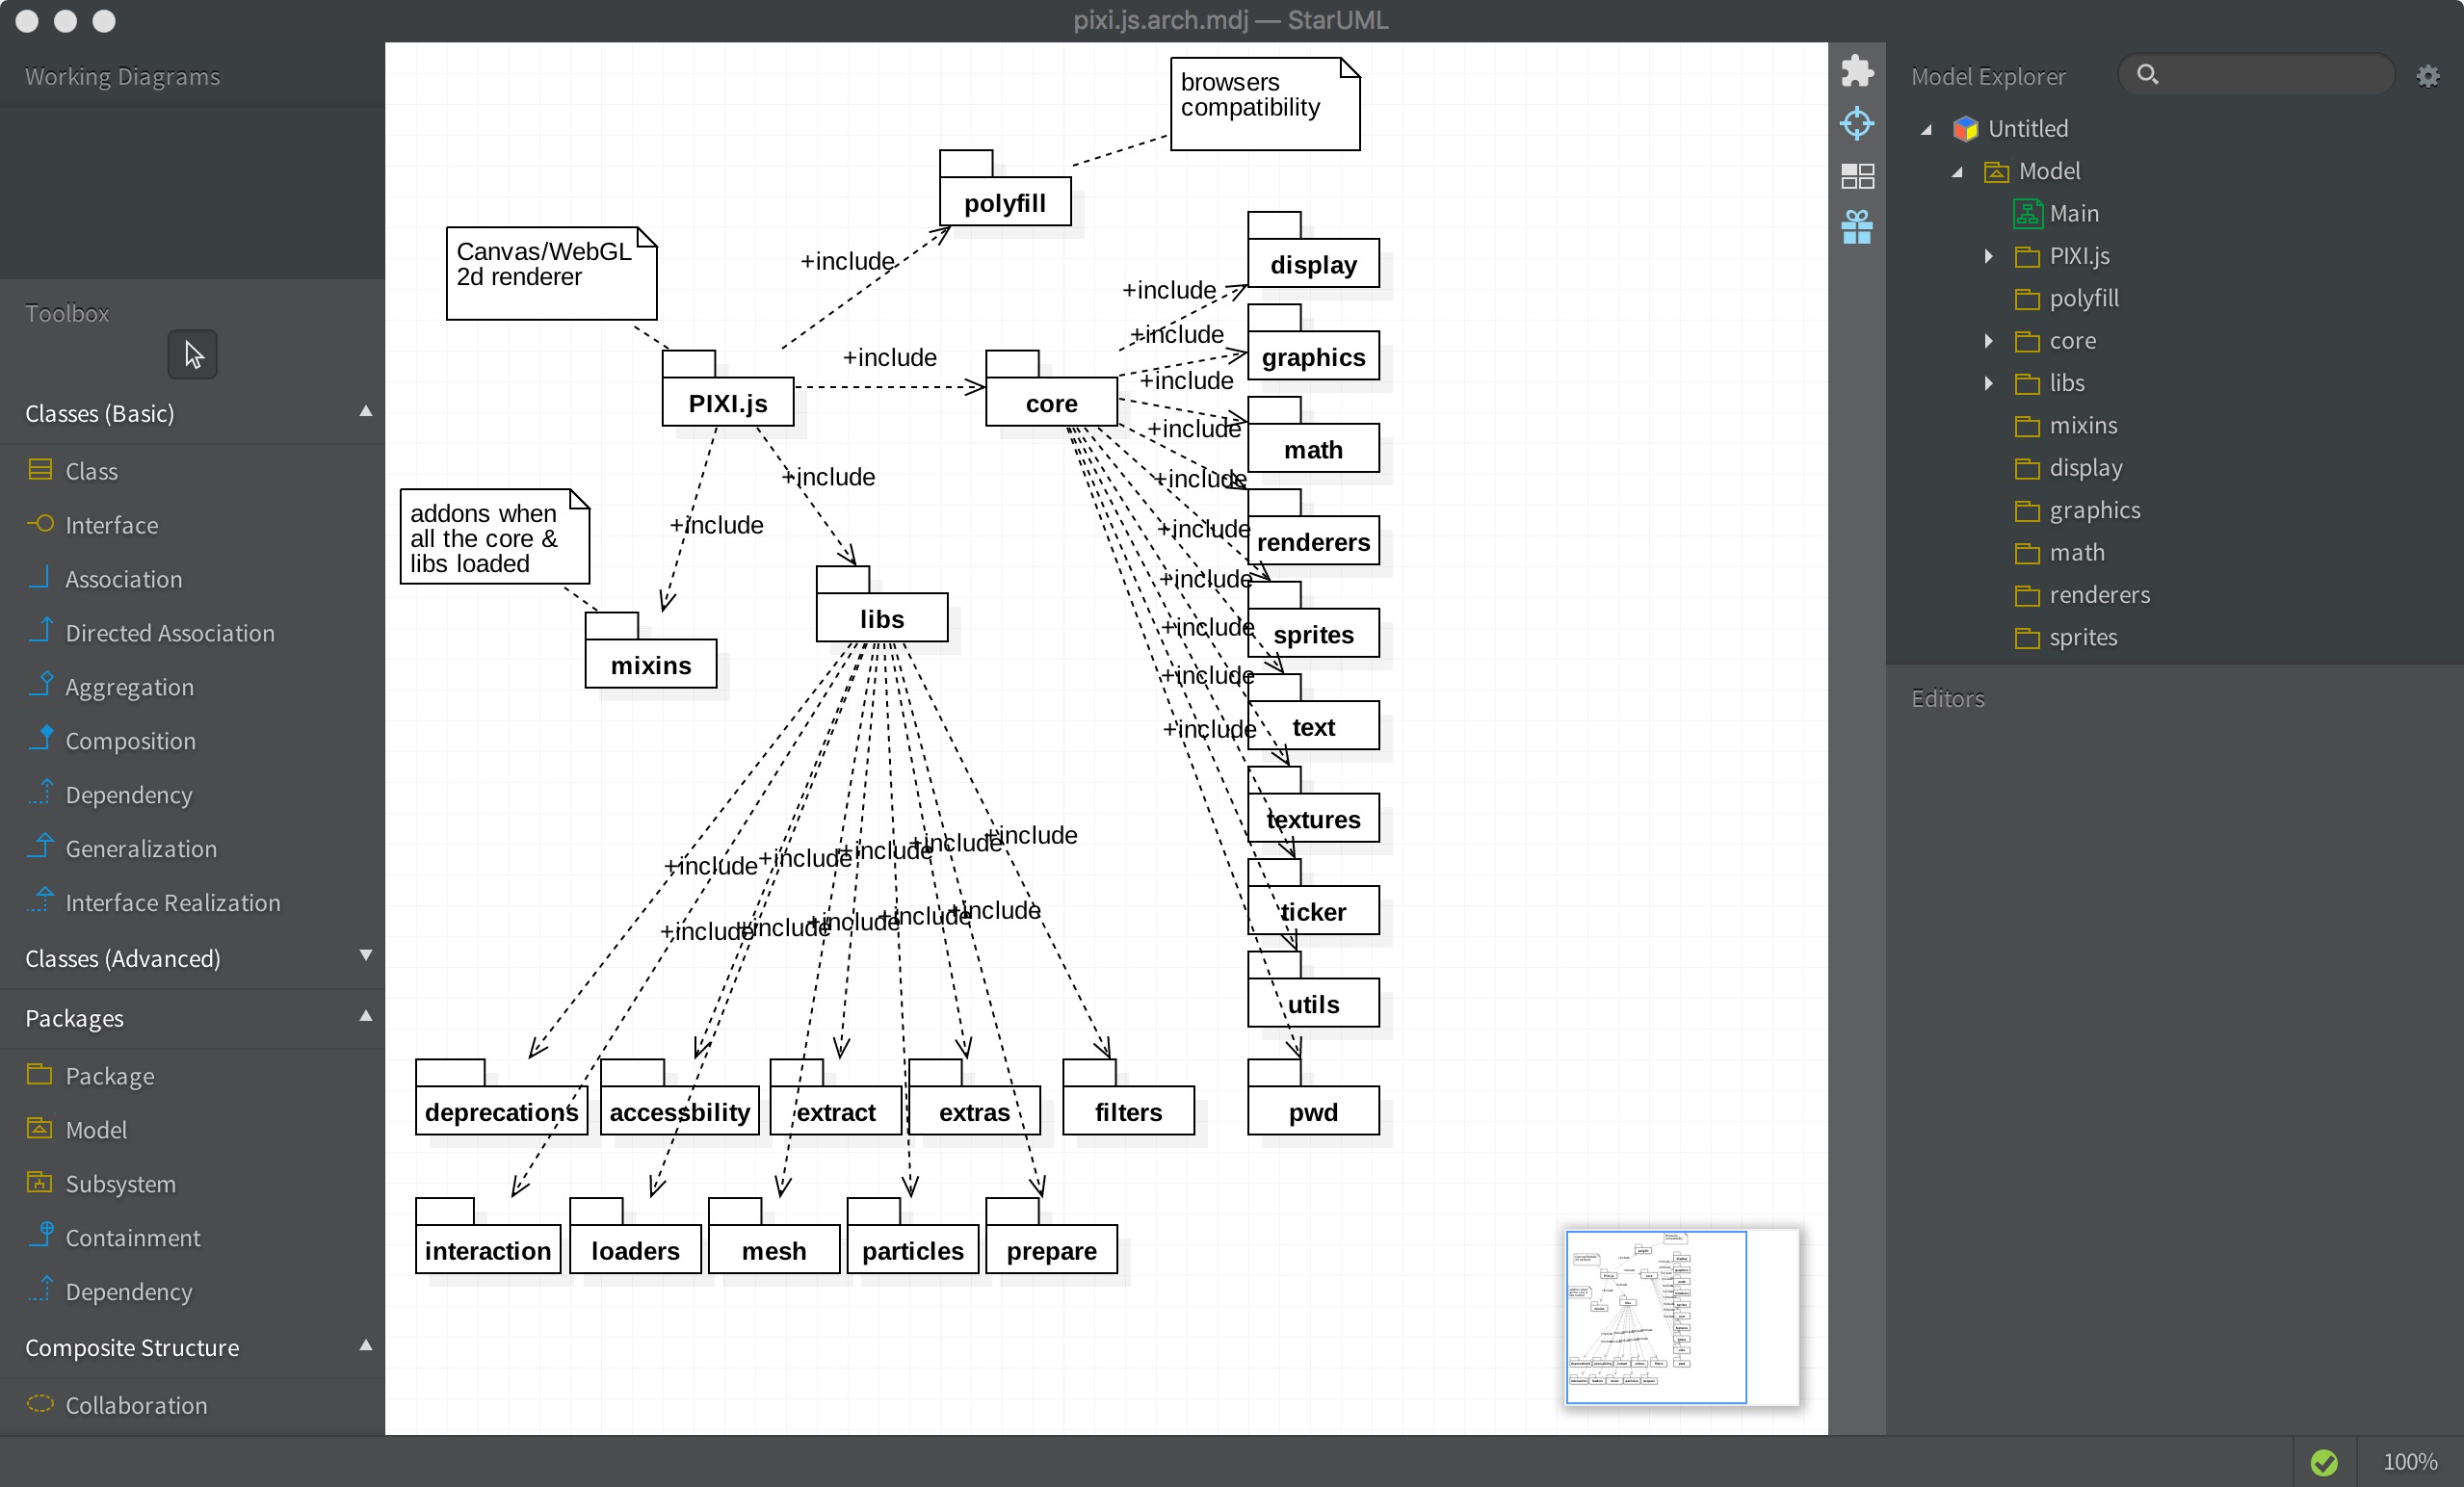 pixi.js.arch.mdj — StarUML
Working Diagrams
Toolbox
Classes (Basic)
Class
Interface
Association
Directed Association
Aggregation
Composition
Dependency
Generalization
Interface Realization
Classes (Advanced)
Packages
Package
Model
Subsystem
Containment
Dependency
Composite Structure
Collaboration
browsers
compatibility
polyfill
Canvas/WebGL
2d renderer
+include
display
+include
+include
graphics
+include
+include
PIXI.js
core
+include
math
+include
+include
+include
renderers
addons when
all the core &
libs loaded
+include
+include
+include
libs
+include
sprites
mixins
+include
text
+include
textures
+include
+include
+include
+include
+include
ticker
+include
+include
+include
+include
+include
utils
deprecations
accessbility
extract
extras
filters
pwd
interaction
loaders
mesh
particles
prepare
Model Explorer
Untitled
Model
Main
PIXI.js
polyfill
core
libs
mixins
display
graphics
math
renderers
sprites
Editors
100%